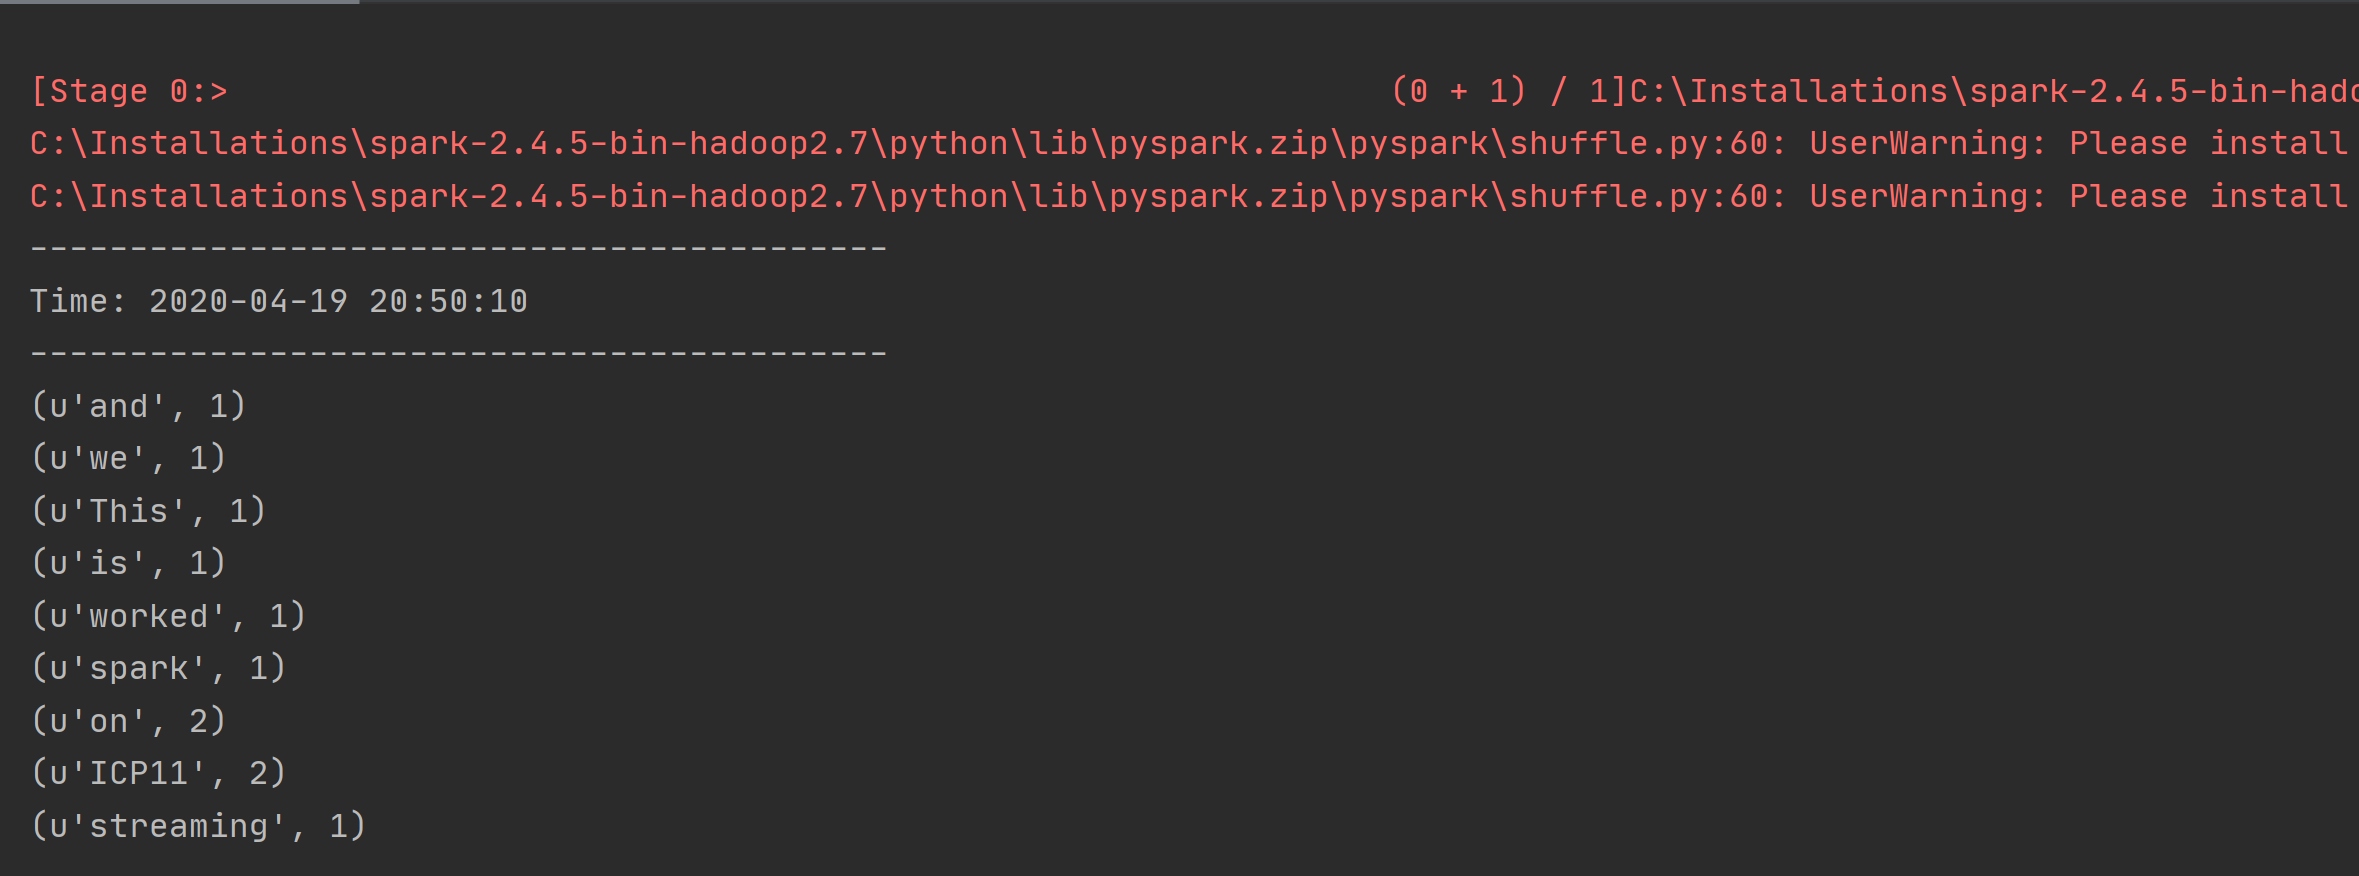 [Stage 0:> (0 + 1) / 1]C:\Installations\spark-2.4.5-bin-hado
C:\Installations\spark-2.4.5-bin-hadoop2.7\python\lib\pyspark.zip\pyspark\shuffle.py:60: UserWarning: Please install
C:\Installations\spark-2.4.5-bin-hadoop2.7\python\lib\pyspark.zip\pyspark\shuffle.py:60: UserWarning: Please install
-------------------------------------------
Time: 2020-04-19 20:50:10
-------------------------------------------
(u'and', 1)
(u'we', 1)
(u'This', 1)
(u'is', 1)
(u'worked', 1)
(u'spark', 1)
(u'on', 2)
(u'ICP11', 2)
(u'streaming', 1)